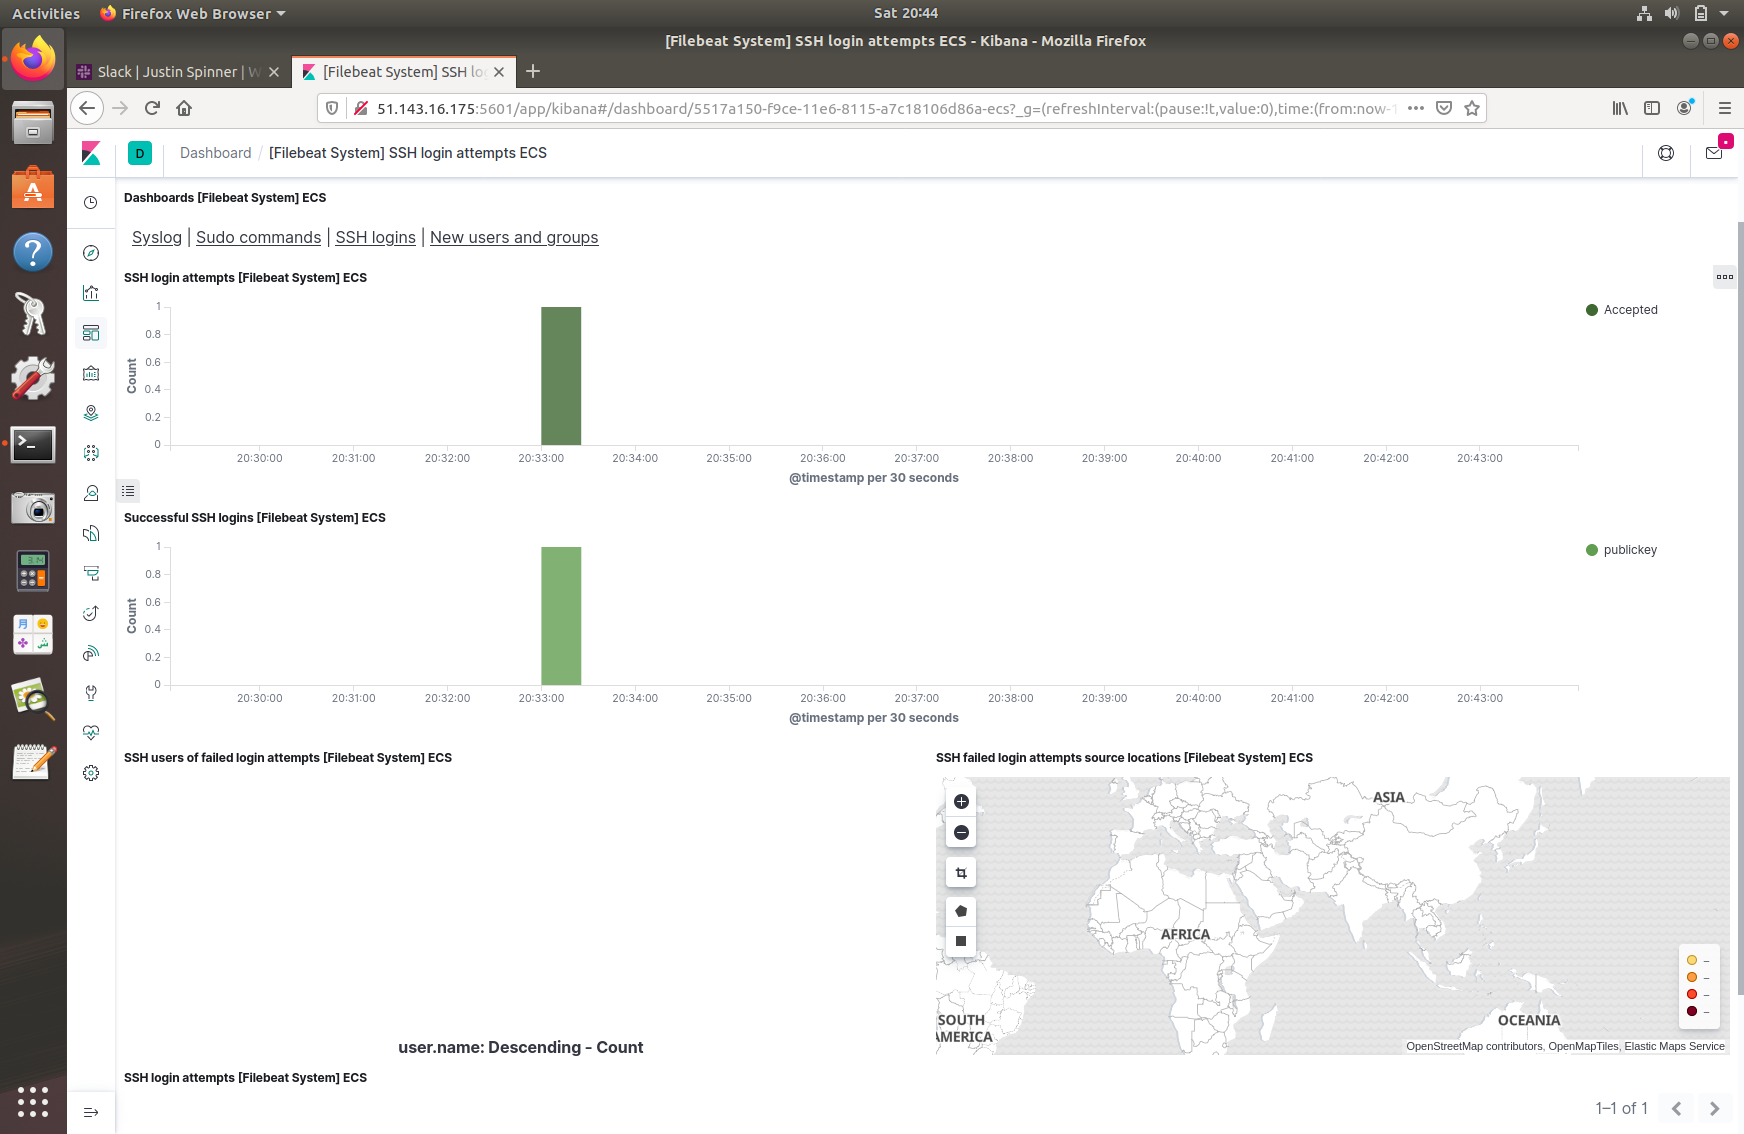 Activities Firefox Web Browser Sat 20:44
[Filebeat System] SSH login attempts ECS - Kibana - Mozilla Firefox
Slack | Justin Spinner | W [Filebeat System] SSH lo
51.143.16.175:5601/app/kibana#/dashboard/5517a150-f9ce-11e6-8115-a7c18106d86a-ecs?_g=(refreshInterval:(pause:!t,value:0),time:(from:now-1
D Dashboard / [Filebeat System] SSH login attempts ECS
Dashboards [Filebeat System] ECS
Syslog | Sudo commands | SSH logins | New users and groups
SSH login attempts [Filebeat System] ECS
Accepted
Count
1
0.8
0.6
0.4
0.2
0
20:30:00 20:31:00 20:32:00 20:33:00 20:34:00 20:35:00 20:36:00 20:37:00 20:38:00 20:39:00 20:40:00 20:41:00 20:42:00 20:43:00
@timestamp per 30 seconds
Successful SSH logins [Filebeat System] ECS
publickey
Count
1
0.8
0.6
0.4
0.2
0
20:30:00 20:31:00 20:32:00 20:33:00 20:34:00 20:35:00 20:36:00 20:37:00 20:38:00 20:39:00 20:40:00 20:41:00 20:42:00 20:43:00
@timestamp per 30 seconds
SSH users of failed login attempts [Filebeat System] ECS
user.name: Descending - Count
SSH failed login attempts source locations [Filebeat System] ECS
ASIA
AFRICA
SOUTH
AMERICA
OCEANIA
–
–
–
–
OpenStreetMap contributors, OpenMapTiles, Elastic Maps Service
SSH login attempts [Filebeat System] ECS
1–1 of 1